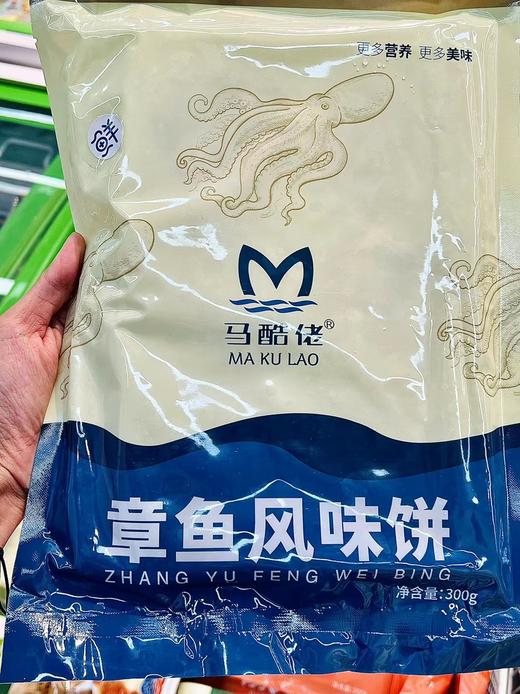 更多营养 更多美味
马酷佬®
MA KU LAO
章鱼风味饼
ZHANG YU FENG WEI BING
净含量:300g